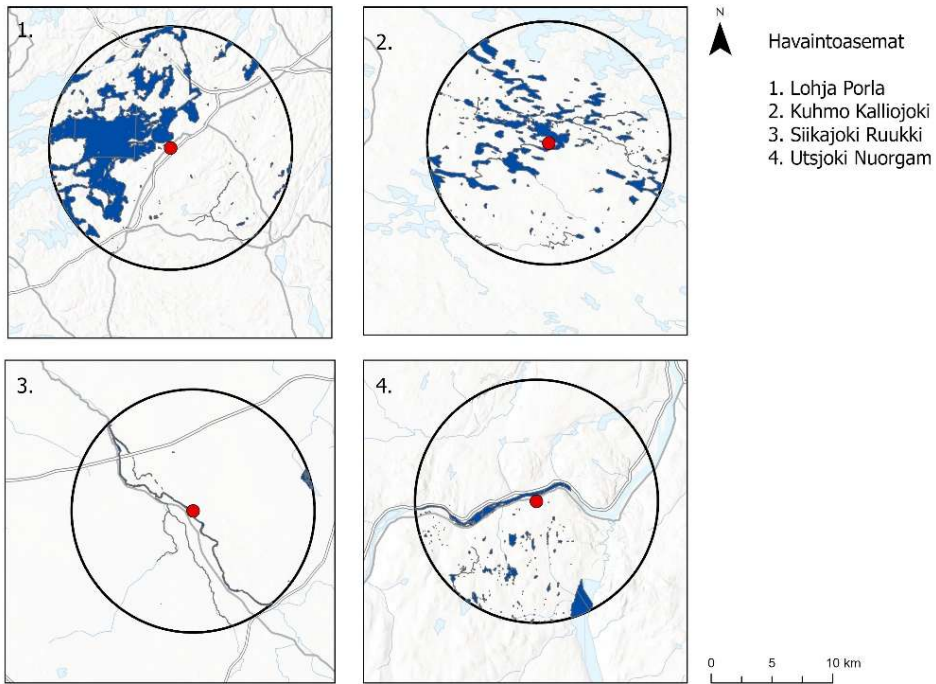 1.
2.
N
Havaintoasemat
1. Lohja Porla
2. Kuhmo Kalliojoki
3. Siikajoki Ruukki
4. Utsjoki Nuorgam
3.
4.
0 5 10 km